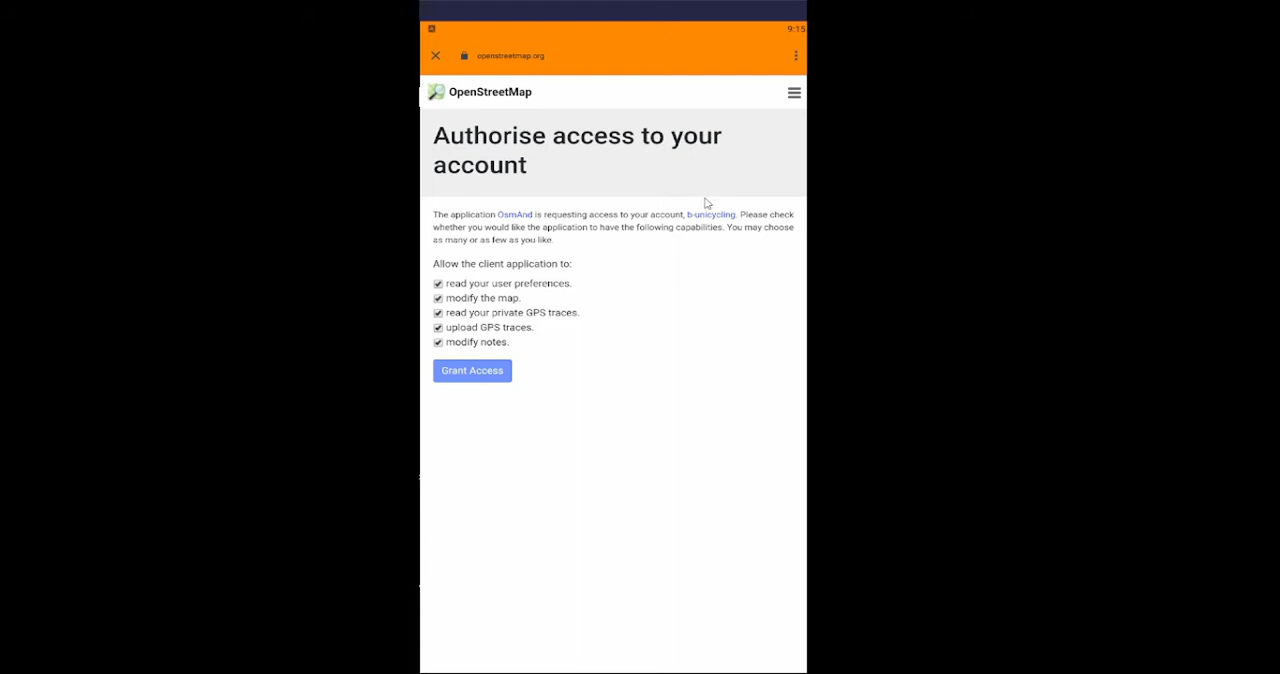 9:15
openstreetmap.org
OpenStreetMap
Authorise access to your
account
The application OsmAnd is requesting access to your account, b-unicycling. Please check
whether you would like the application to have the following capabilities. You may choose
as many or as few as you like.
Allow the client application to:
read your user preferences.
modify the map.
read your private GPS traces.
upload GPS traces.
modify notes.
Grant Access